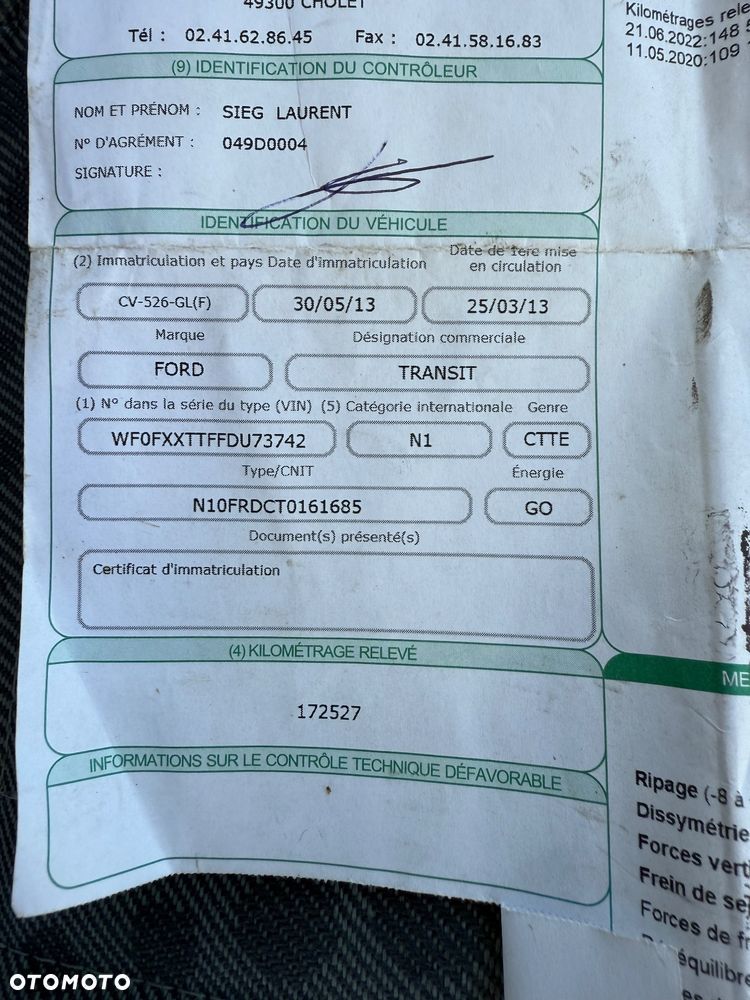 49300 CHOLET
Tél : 02.41.62.86.45 Fax : 02.41.58.16.83
(9) IDENTIFICATION DU CONTRÔLEUR
NOM ET PRÉNOM : SIEG LAURENT
N° D'AGRÉMENT : 049D0004
SIGNATURE :
IDENTIFICATION DU VÉHICULE
(2) Immatriculation et pays Date d'immatriculation Date de 1ère mise
en circulation
CV-526-GL(F) 30/05/13 25/03/13
Marque Désignation commerciale
FORD TRANSIT
(1) N° dans la série du type (VIN) (5) Catégorie internationale Genre
WF0FXXTTFFDU73742 N1 CTTE
Type/CNIT Énergie
N10FRDCT0161685 GO
Document(s) présenté(s)
Certificat d'immatriculation
(4) KILOMÉTRAGE RELEVÉ
172527
INFORMATIONS SUR LE CONTRÔLE TECHNIQUE DÉFAVORABLE
Kilométrages rele
21.06.2022:148 5
11.05.2020:109
ME
Ripage (-8 à
Dissymétrie
Forces vert
Frein de se
Forces de f
équilibre
OTOMOTO